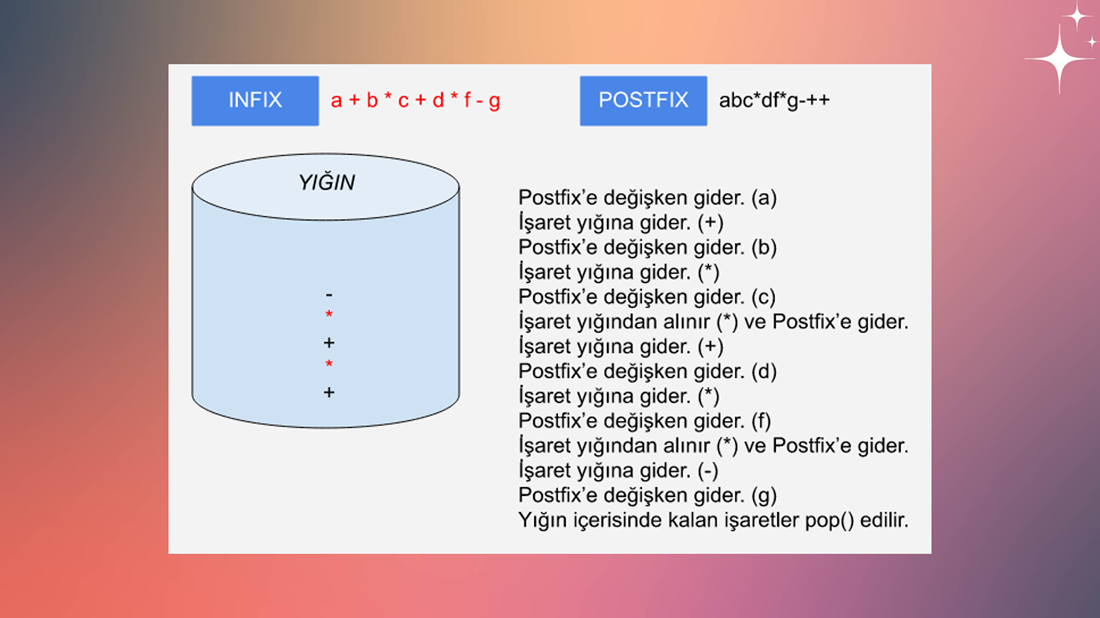 INFIX
a + b * c + d * f - g
POSTFIX
abc*df*g-++
YIĞIN
-
*
+
*
+
Postfix’e değişken gider. (a)
İşaret yığına gider. (+)
Postfix’e değişken gider. (b)
İşaret yığına gider. (*)
Postfix’e değişken gider. (c)
İşaret yığından alınır (*) ve Postfix’e gider.
İşaret yığına gider. (+)
Postfix’e değişken gider. (d)
İşaret yığına gider. (*)
Postfix’e değişken gider. (f)
İşaret yığından alınır (*) ve Postfix’e gider.
İşaret yığına gider. (-)
Postfix’e değişken gider. (g)
Yığın içerisinde kalan işaretler pop() edilir.